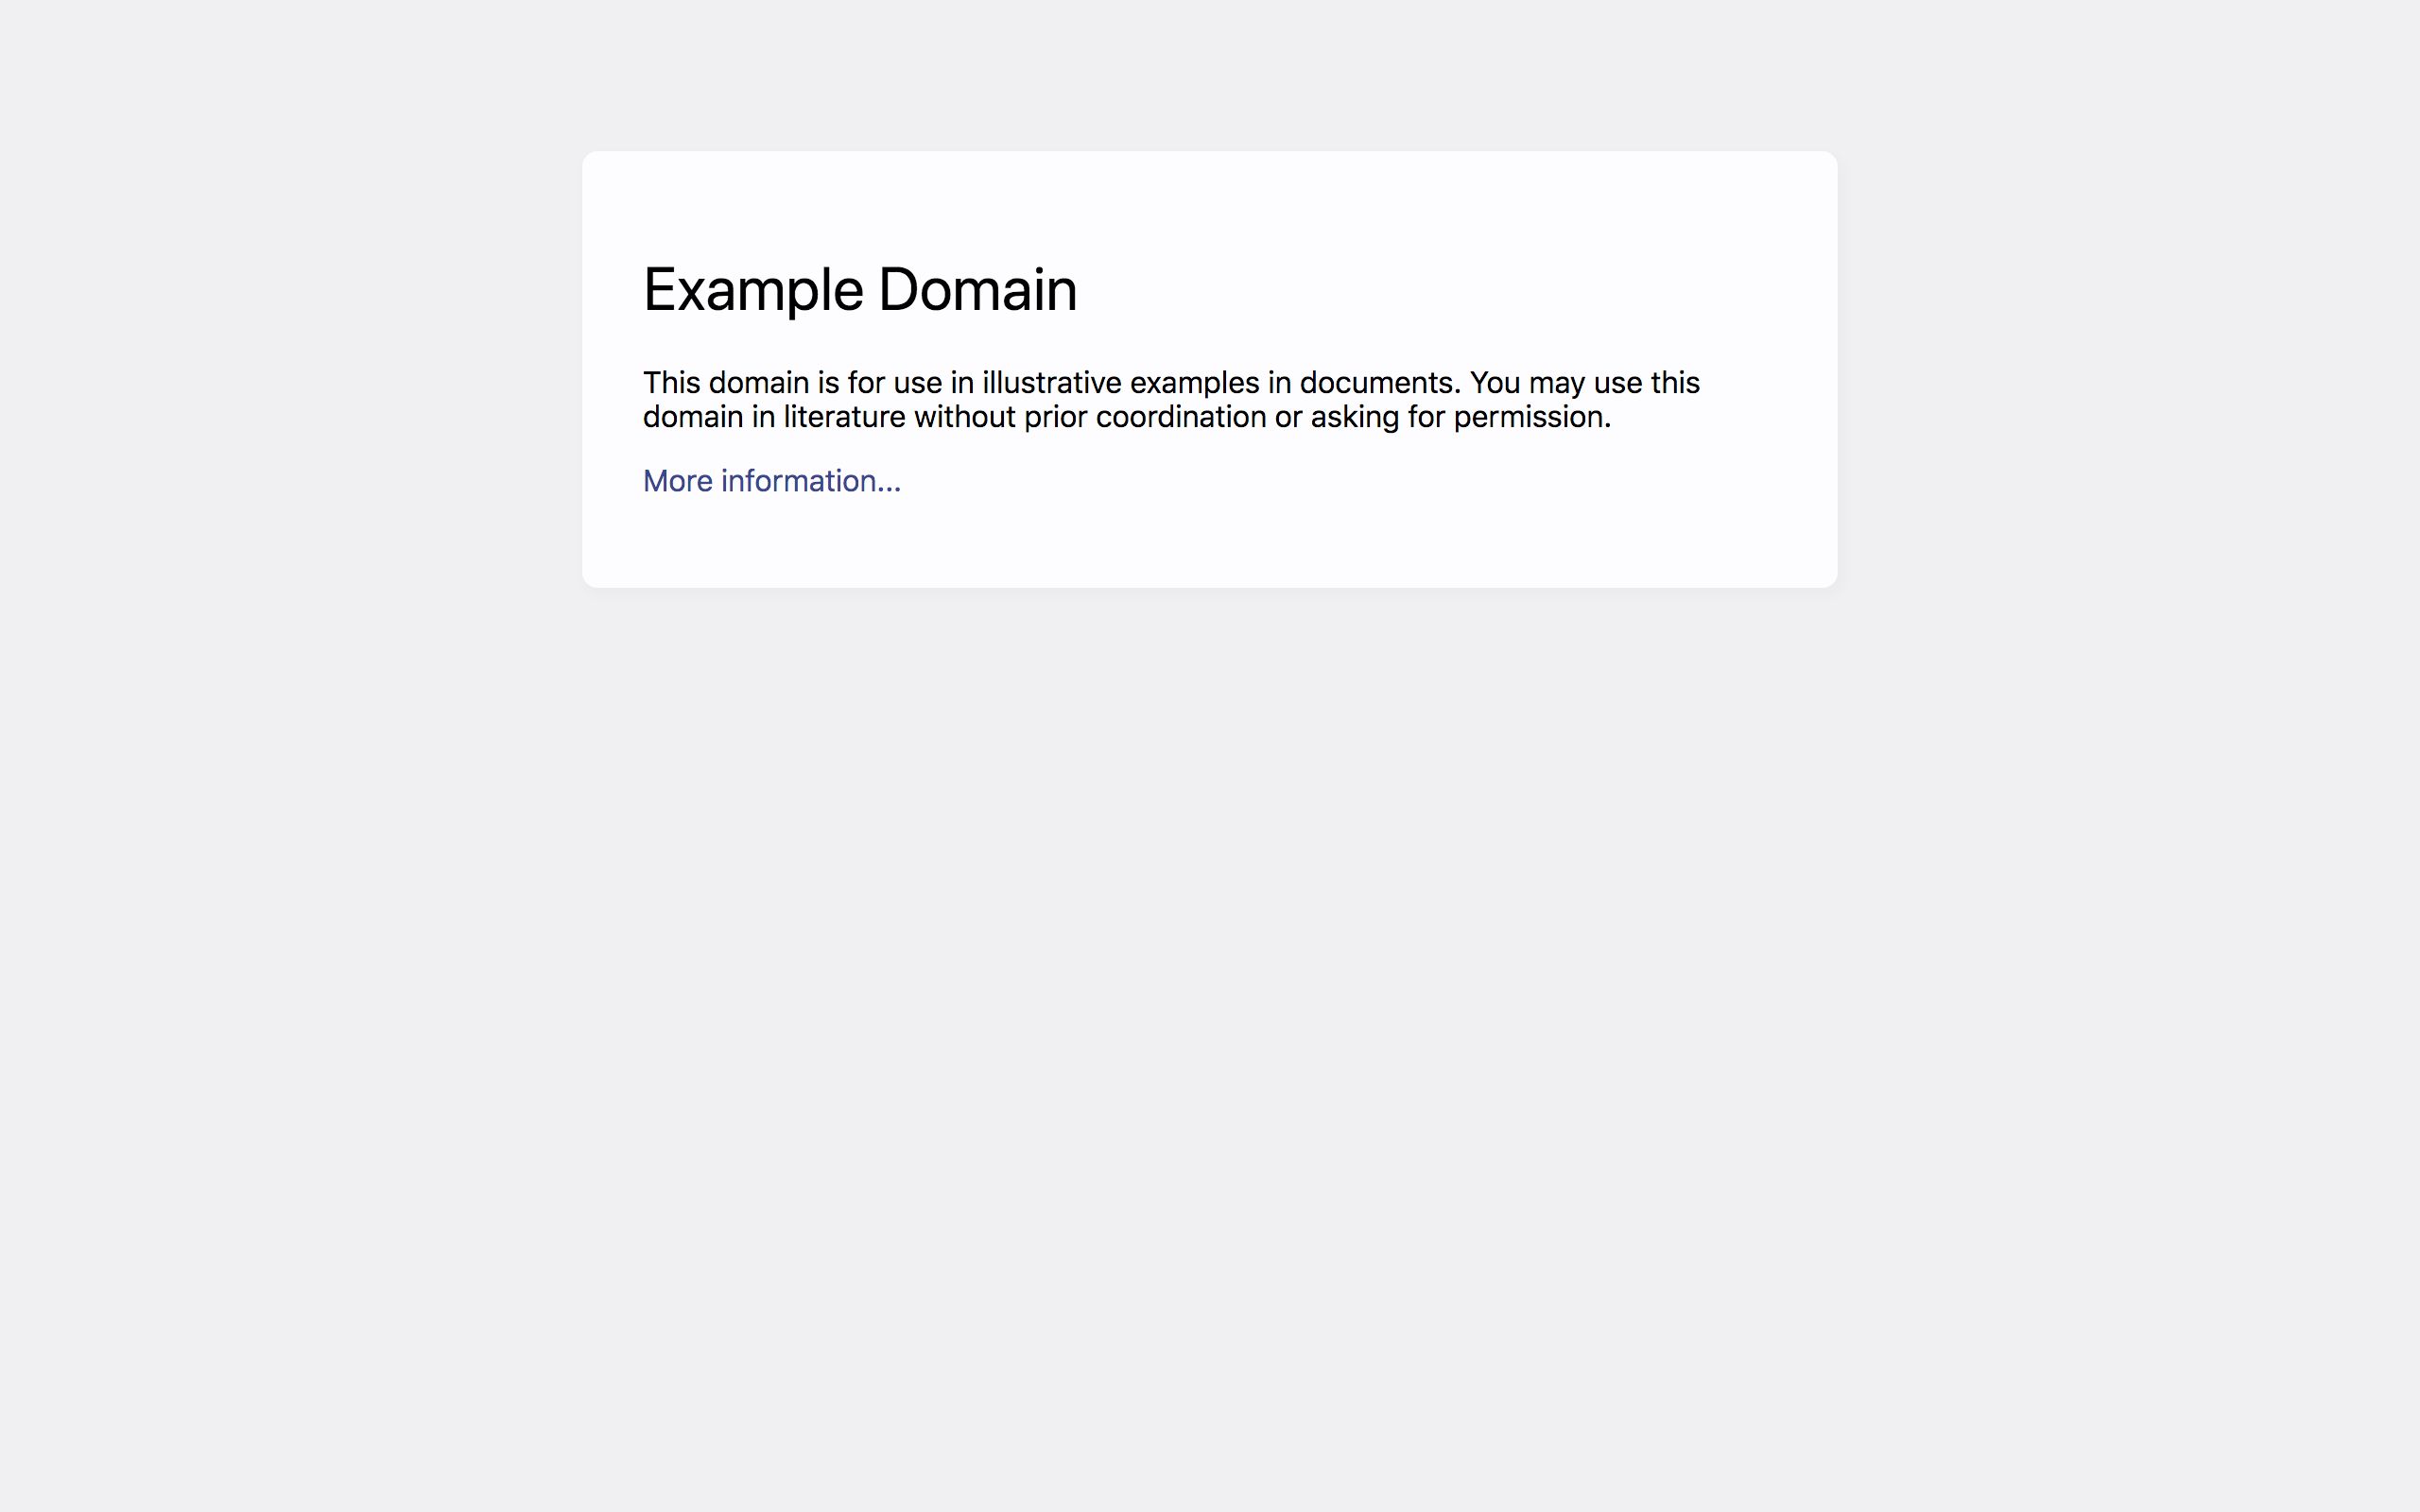 Example Domain
This domain is for use in illustrative examples in documents. You may use this
domain in literature without prior coordination or asking for permission.
More information...